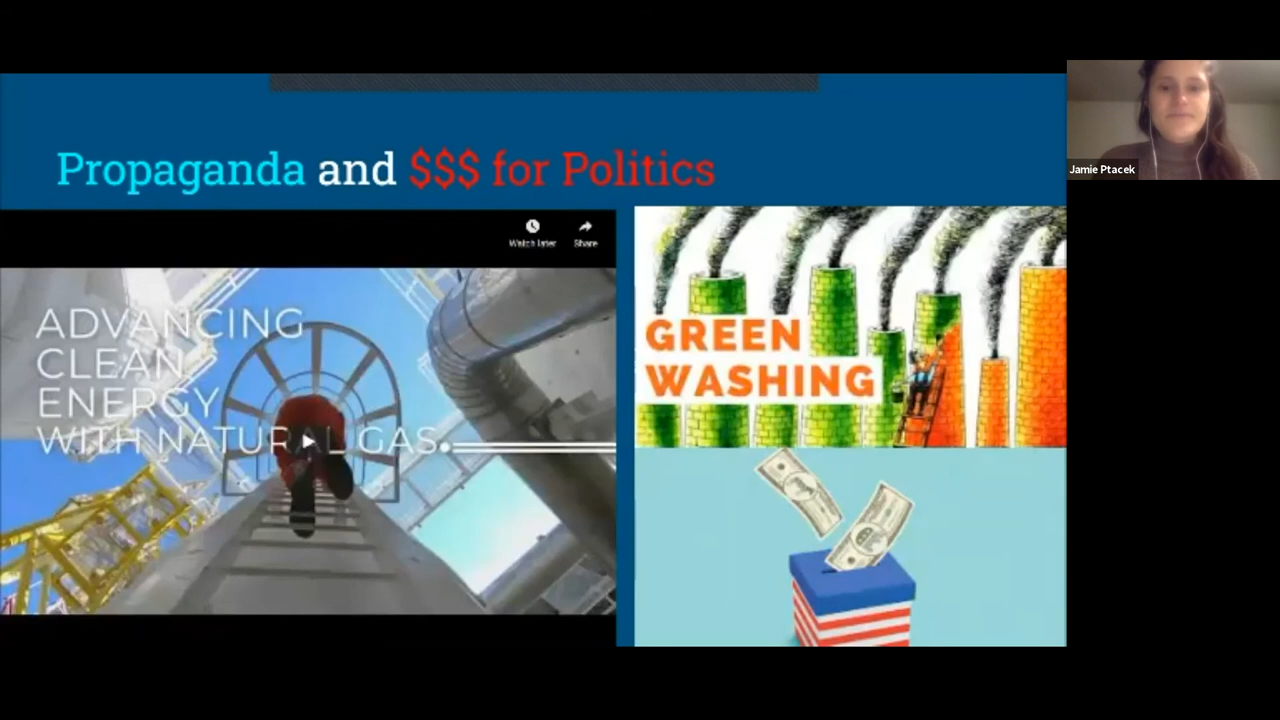 Propaganda and $$$ for Politics
Watch later
Share
ADVANCING
CLEAN
ENERGY
WITH NATURAL GAS
GREEN
WASHING
Jamie Ptacek